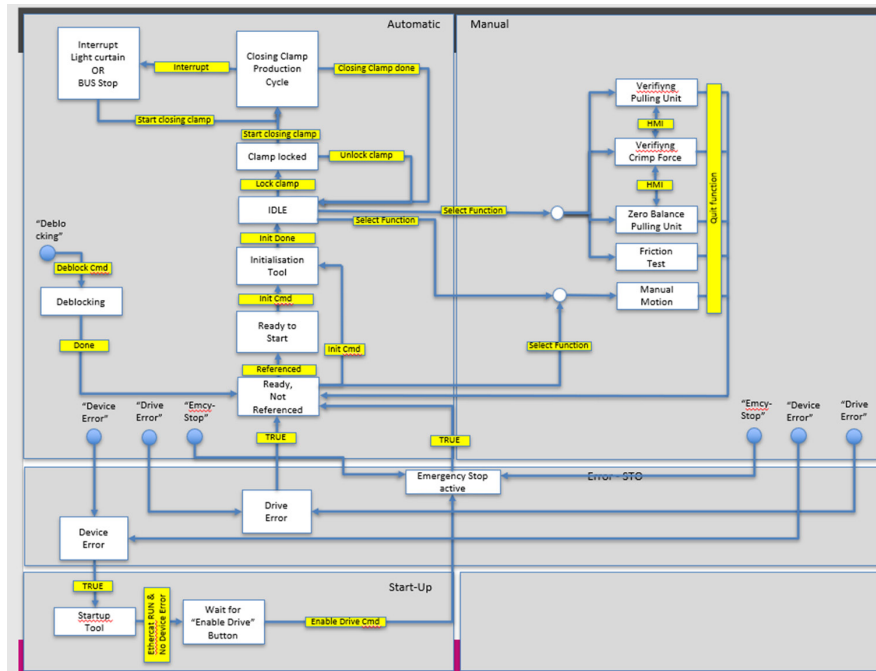 Automatic
Manual
Interrupt
Light curtain
OR
BUS Stop
Interrupt
Closing Clamp
Production
Cycle
Closing Clamp done
Start closing clamp
Start closing clamp
Clamp locked
Unlock clamp
Lock clamp
IDLE
Select Function
Select Function
Init Done
Initialisation
Tool
Init Cmd
Ready to
Start
Init Cmd
Referenced
Ready,
Not
Referenced
Select Function
Verifiyng
Pulling Unit
HMI
Verifiyng
Crimp Force
HMI
Zero Balance
Pulling Unit
Friction
Test
Manual
Motion
Quit function
“Deblo
cking”
Deblock Cmd
Deblocking
Done
“Device
Error”
“Drive
Error”
“Emcy-
Stop”
TRUE
TRUE
“Emcy-
Stop”
“Device
Error”
“Drive
Error”
Emergency Stop
active
Error - STO
Drive
Error
Device
Error
TRUE
Start-Up
Startup
Tool
Ethercat RUN &
No Device Error
Wait for
“Enable Drive”
Button
Enable Drive Cmd